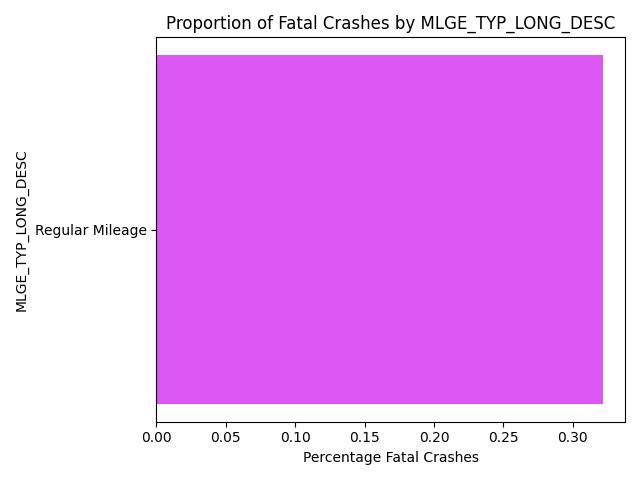 Proportion of Fatal Crashes by MLGE_TYP_LONG_DESC
MLGE_TYP_LONG_DESC
Regular Mileage
0.00 0.05 0.10 0.15 0.20 0.25 0.30
Percentage Fatal Crashes